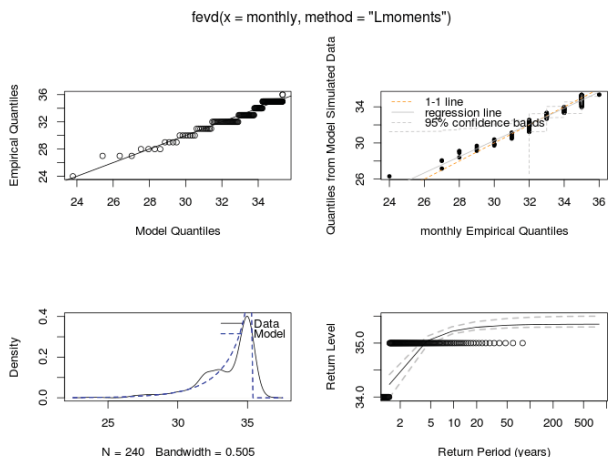 fevd(x = monthly, method = "Lmoments")
Empirical Quantiles
36
32
28
24
24 26 28 30 32 34
Model Quantiles
Quantiles from Model Simulated Data
34
30
26
1-1 line
regression line
95% confidence bands
24 26 28 30 32 34 36
monthly Empirical Quantiles
Density
0.4
0.2
0.0
Data
Model
25 30 35
N = 240 Bandwidth = 0.505
Return Level
35.0
34.0
2 5 10 20 50 200 500
Return Period (years)